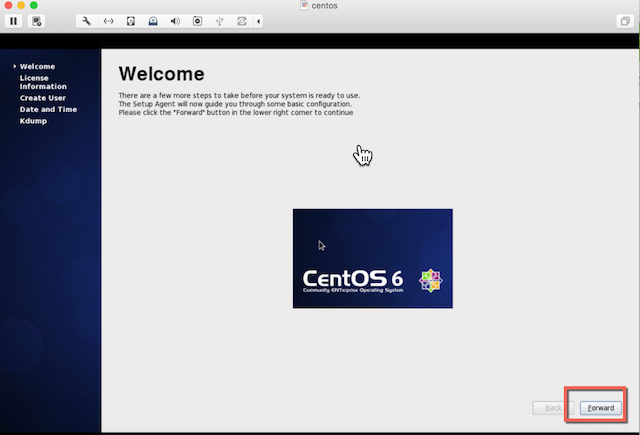 centos
Welcome
License
Information
Create User
Date and Time
Kdump
Welcome
There are a few more steps to take before your system is ready to use.
The Setup Agent will now guide you through some basic configuration.
Please click the "Forward" button in the lower right corner to continue
CentOS 6
Community ENTerprise Operating System
Back
Forward